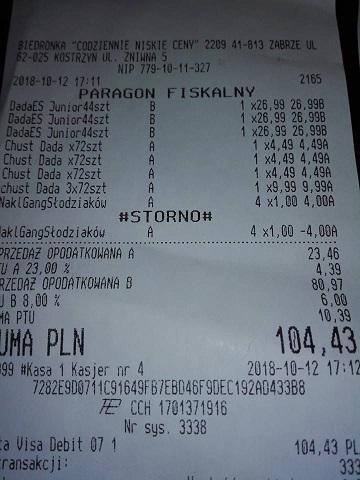 BIEDRONKA "CODZIENNIE NISKIE CENY" 2209 41-813 ZABRZE UL
62-025 KOSTRZYN UL. ŻNIWNA 5
NIP 779-10-11-327
2018-10-12 17:11 2165
PARAGON FISKALNY
DadaES Junior44szt B 1 x26,99 26,99B
DadaES Junior44szt B 1 x26,99 26,99B
DadaES Junior44szt B 1 x26,99 26,99B
Chust Dada x72szt A 1 x4,49 4,49A
Chust Dada x72szt A 1 x4,49 4,49A
Chust Dada x72szt A 1 x4,49 4,49A
chust Dada 3x72szt A 1 x9,99 9,99A
NaklGangSłodziaków A 4 x1,00 4,00A
#STORNO#
NaklGangSłodziaków A 4 x1,00 -4,00A
PRZEDAŻ OPODATKOWANA A 23,46
TU A 23,00 % 4,39
PRZEDAŻ OPODATKOWANA B 80,97
U B 8,00 % 6,00
MA PTU 10,39
UMA PLN 104,43
399 #Kasa 1 Kasjer nr 4 2018-10-12 17:12
CCH 1701371916
Nr sys. 3338
ta Visa Debit 07 1 104,43 PL
transakcji: 333